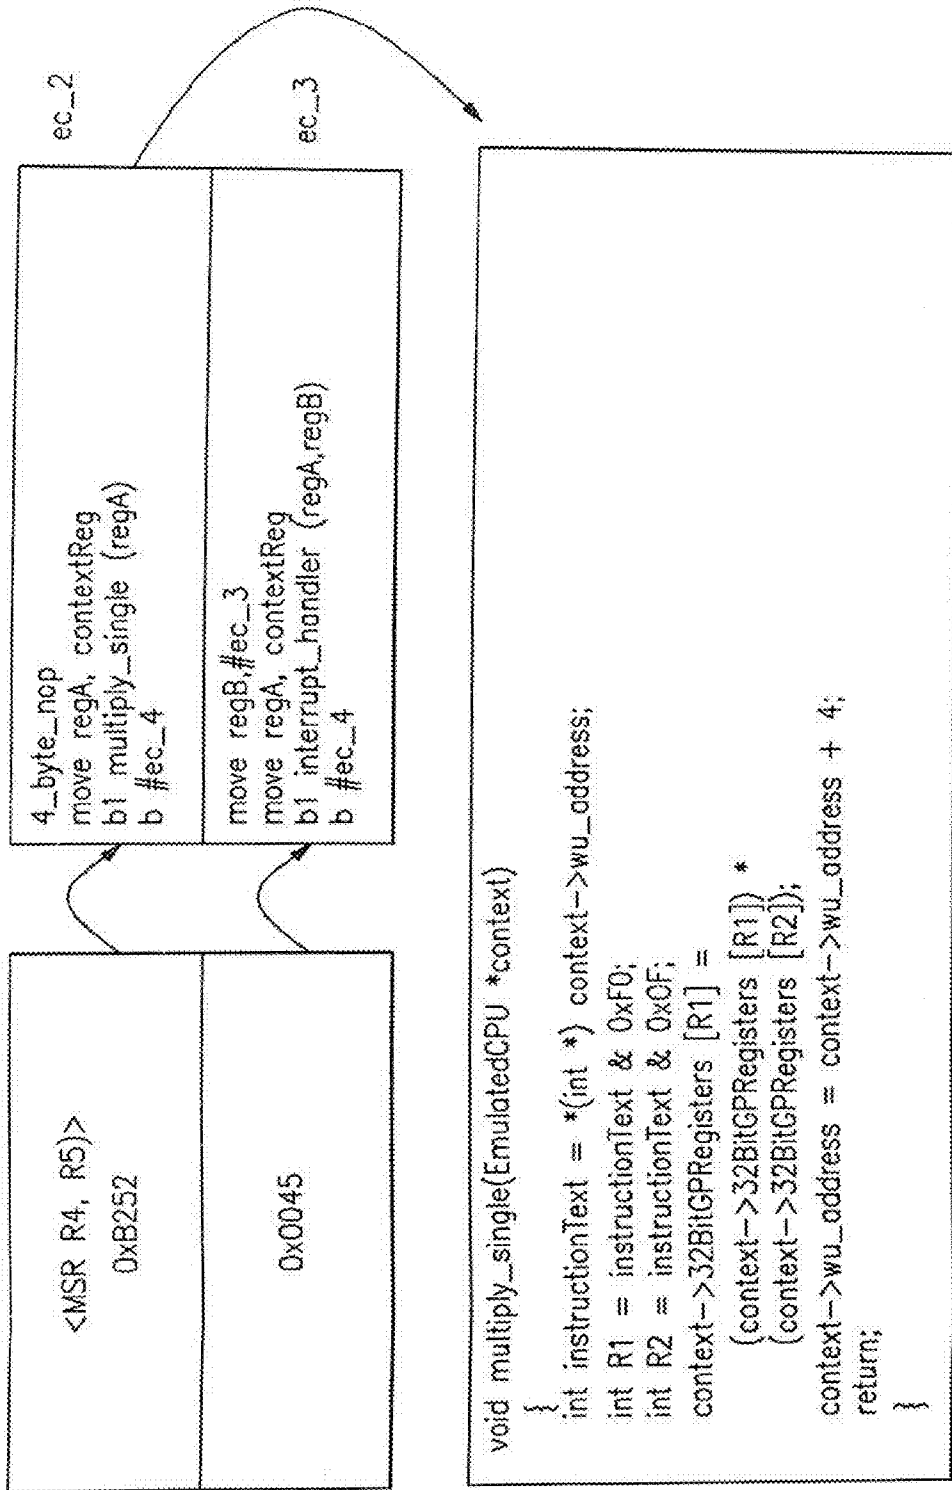 <MSR R4, R5)>
0xB252
0x0045
4_byte_nop
move regA, contextReg
b1 multiply_single (regA)
b #ec_4
ec_2
move regB,#ec_3
move regA, contextReg
b1 interrupt_handler (regA,regB)
b #ec_4
ec_3
void multiply_single(EmulatedCPU *context)
{
int instructionText = *(int *) context->wu_address;
int R1 = instructionText & 0xF0;
int R2 = instructionText & 0x0F;
context->32BitGPRegisters [R1] =
(context->32BitGPRegisters [R1]) *
(context->32BitGPRegisters [R2]);
context->wu_address = context->wu_address + 4;
return;
}